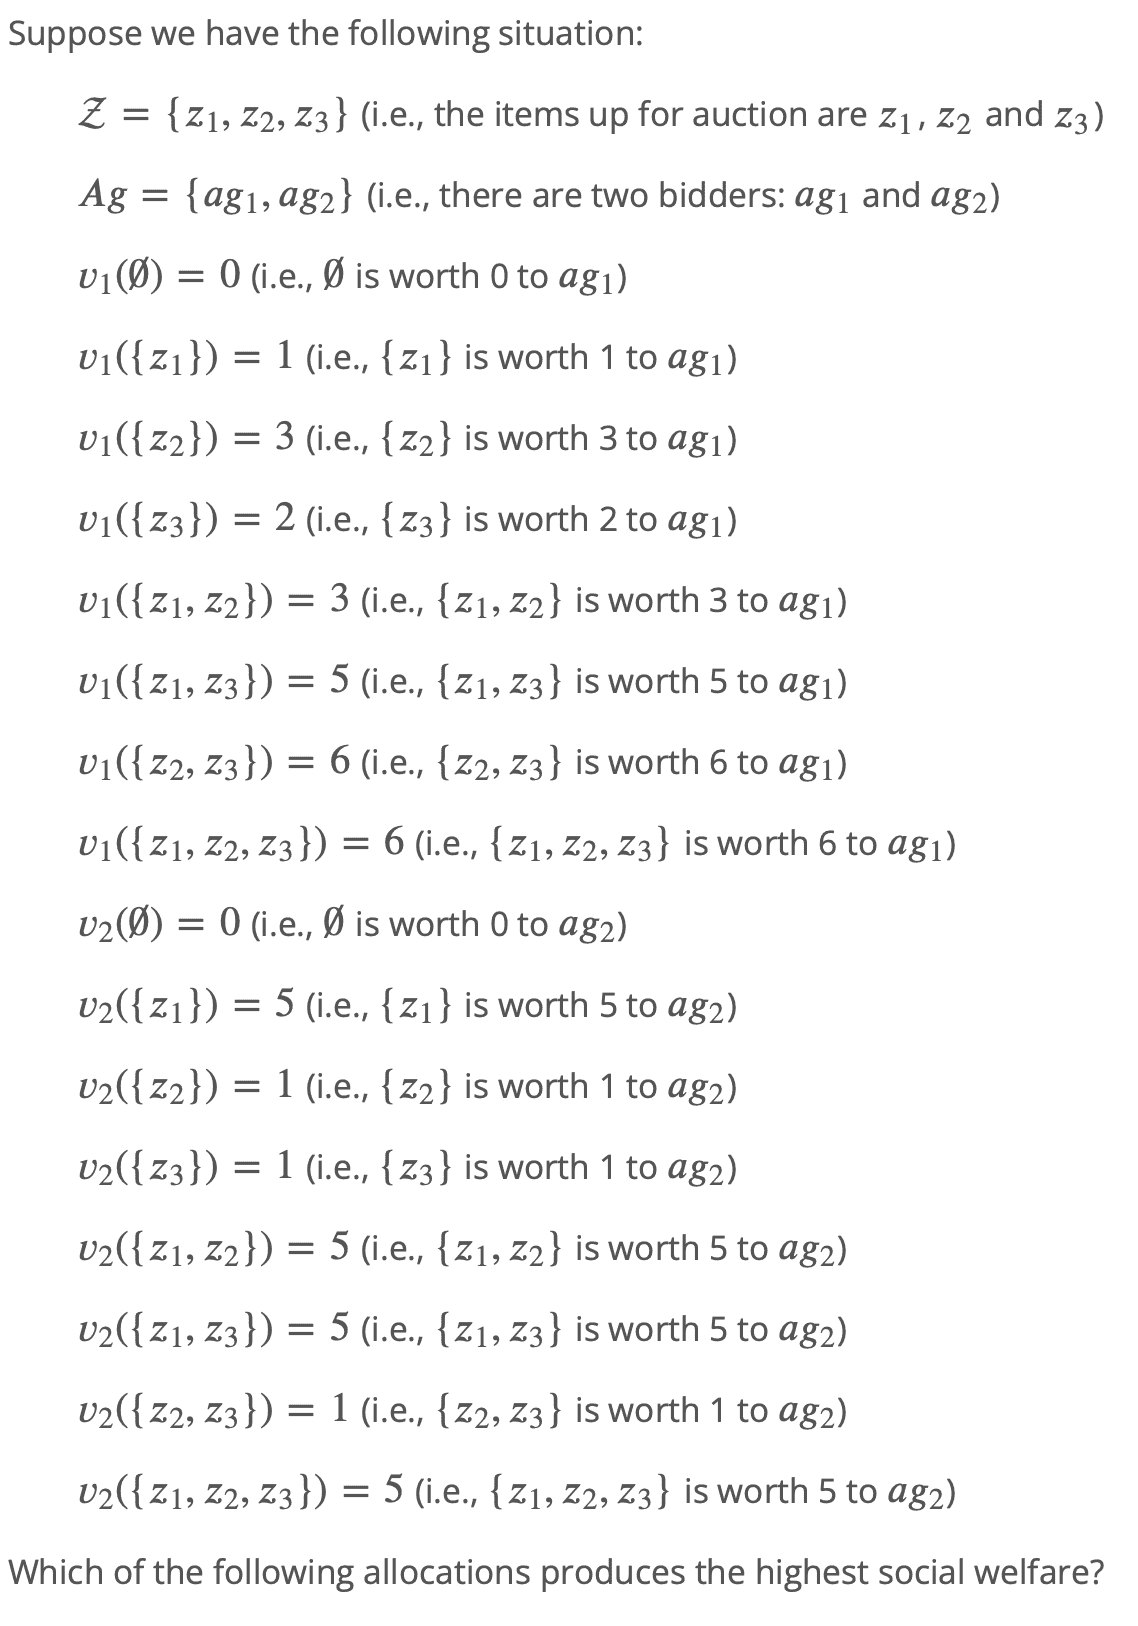 Suppose we have the following situation:
𝒵 = {z₁, z₂, z₃} (i.e., the items up for auction are z₁, z₂ and z₃)
Ag = {ag₁, ag₂} (i.e., there are two bidders: ag₁ and ag₂)
v₁(∅) = 0 (i.e., ∅ is worth 0 to ag₁)
v₁({z₁}) = 1 (i.e., {z₁} is worth 1 to ag₁)
v₁({z₂}) = 3 (i.e., {z₂} is worth 3 to ag₁)
v₁({z₃}) = 2 (i.e., {z₃} is worth 2 to ag₁)
v₁({z₁, z₂}) = 3 (i.e., {z₁, z₂} is worth 3 to ag₁)
v₁({z₁, z₃}) = 5 (i.e., {z₁, z₃} is worth 5 to ag₁)
v₁({z₂, z₃}) = 6 (i.e., {z₂, z₃} is worth 6 to ag₁)
v₁({z₁, z₂, z₃}) = 6 (i.e., {z₁, z₂, z₃} is worth 6 to ag₁)
v₂(∅) = 0 (i.e., ∅ is worth 0 to ag₂)
v₂({z₁}) = 5 (i.e., {z₁} is worth 5 to ag₂)
v₂({z₂}) = 1 (i.e., {z₂} is worth 1 to ag₂)
v₂({z₃}) = 1 (i.e., {z₃} is worth 1 to ag₂)
v₂({z₁, z₂}) = 5 (i.e., {z₁, z₂} is worth 5 to ag₂)
v₂({z₁, z₃}) = 5 (i.e., {z₁, z₃} is worth 5 to ag₂)
v₂({z₂, z₃}) = 1 (i.e., {z₂, z₃} is worth 1 to ag₂)
v₂({z₁, z₂, z₃}) = 5 (i.e., {z₁, z₂, z₃} is worth 5 to ag₂)
Which of the following allocations produces the highest social welfare?